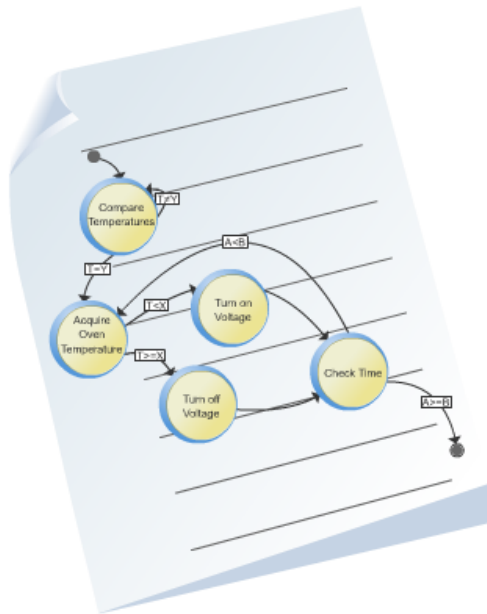 Compare
Temperatures
T≠Y
T=Y
A<B
T<X
Turn on
Voltage
Acquire
Oven
Temperature
T>=X
Check Time
Turn off
Voltage
A>=B